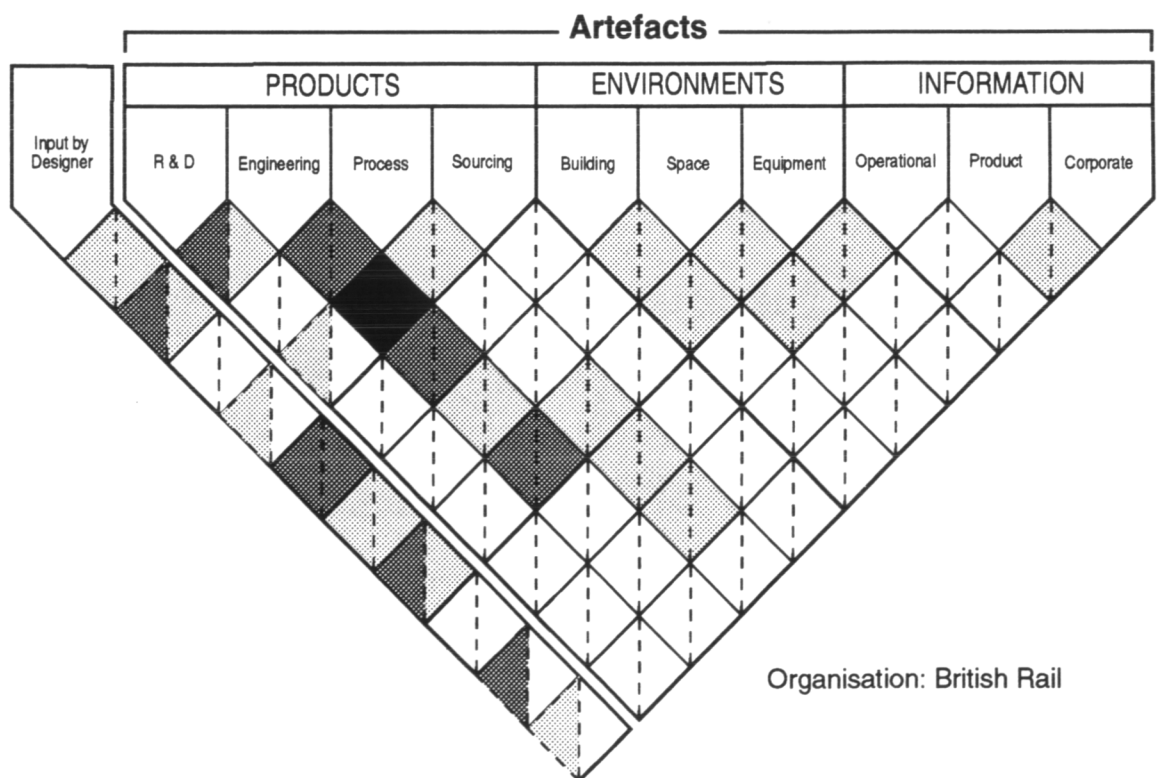 Artefacts
PRODUCTS
ENVIRONMENTS
INFORMATION
Input by
Designer
R & D
Engineering
Process
Sourcing
Building
Space
Equipment
Operational
Product
Corporate
Organisation: British Rail